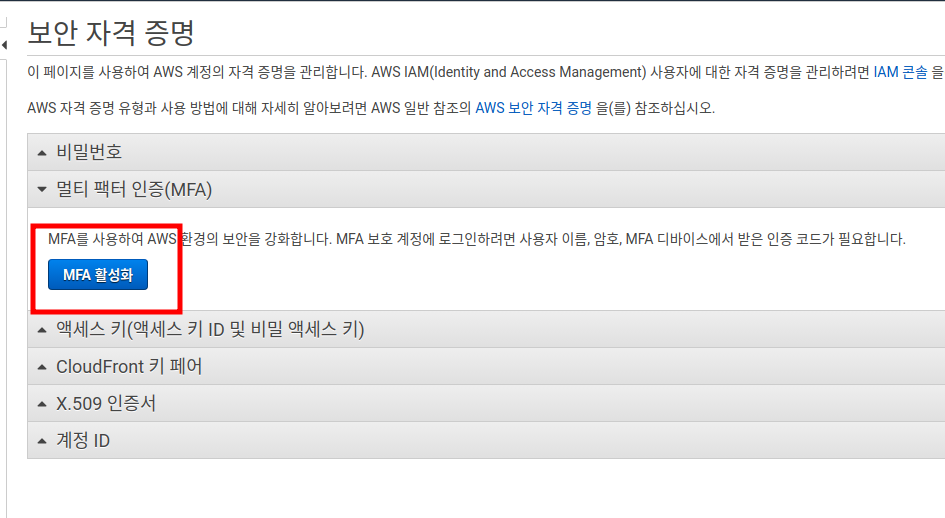 보안 자격 증명
이 페이지를 사용하여 AWS 계정의 자격 증명을 관리합니다. AWS IAM(Identity and Access Management) 사용자에 대한 자격 증명을 관리하려면 IAM 콘솔 을
AWS 자격 증명 유형과 사용 방법에 대해 자세히 알아보려면 AWS 일반 참조의 AWS 보안 자격 증명 을(를) 참조하십시오.
비밀번호
멀티 팩터 인증(MFA)
MFA를 사용하여 AWS 환경의 보안을 강화합니다. MFA 보호 계정에 로그인하려면 사용자 이름, 암호, MFA 디바이스에서 받은 인증 코드가 필요합니다.
MFA 활성화
액세스 키(액세스 키 ID 및 비밀 액세스 키)
CloudFront 키 페어
X.509 인증서
계정 ID